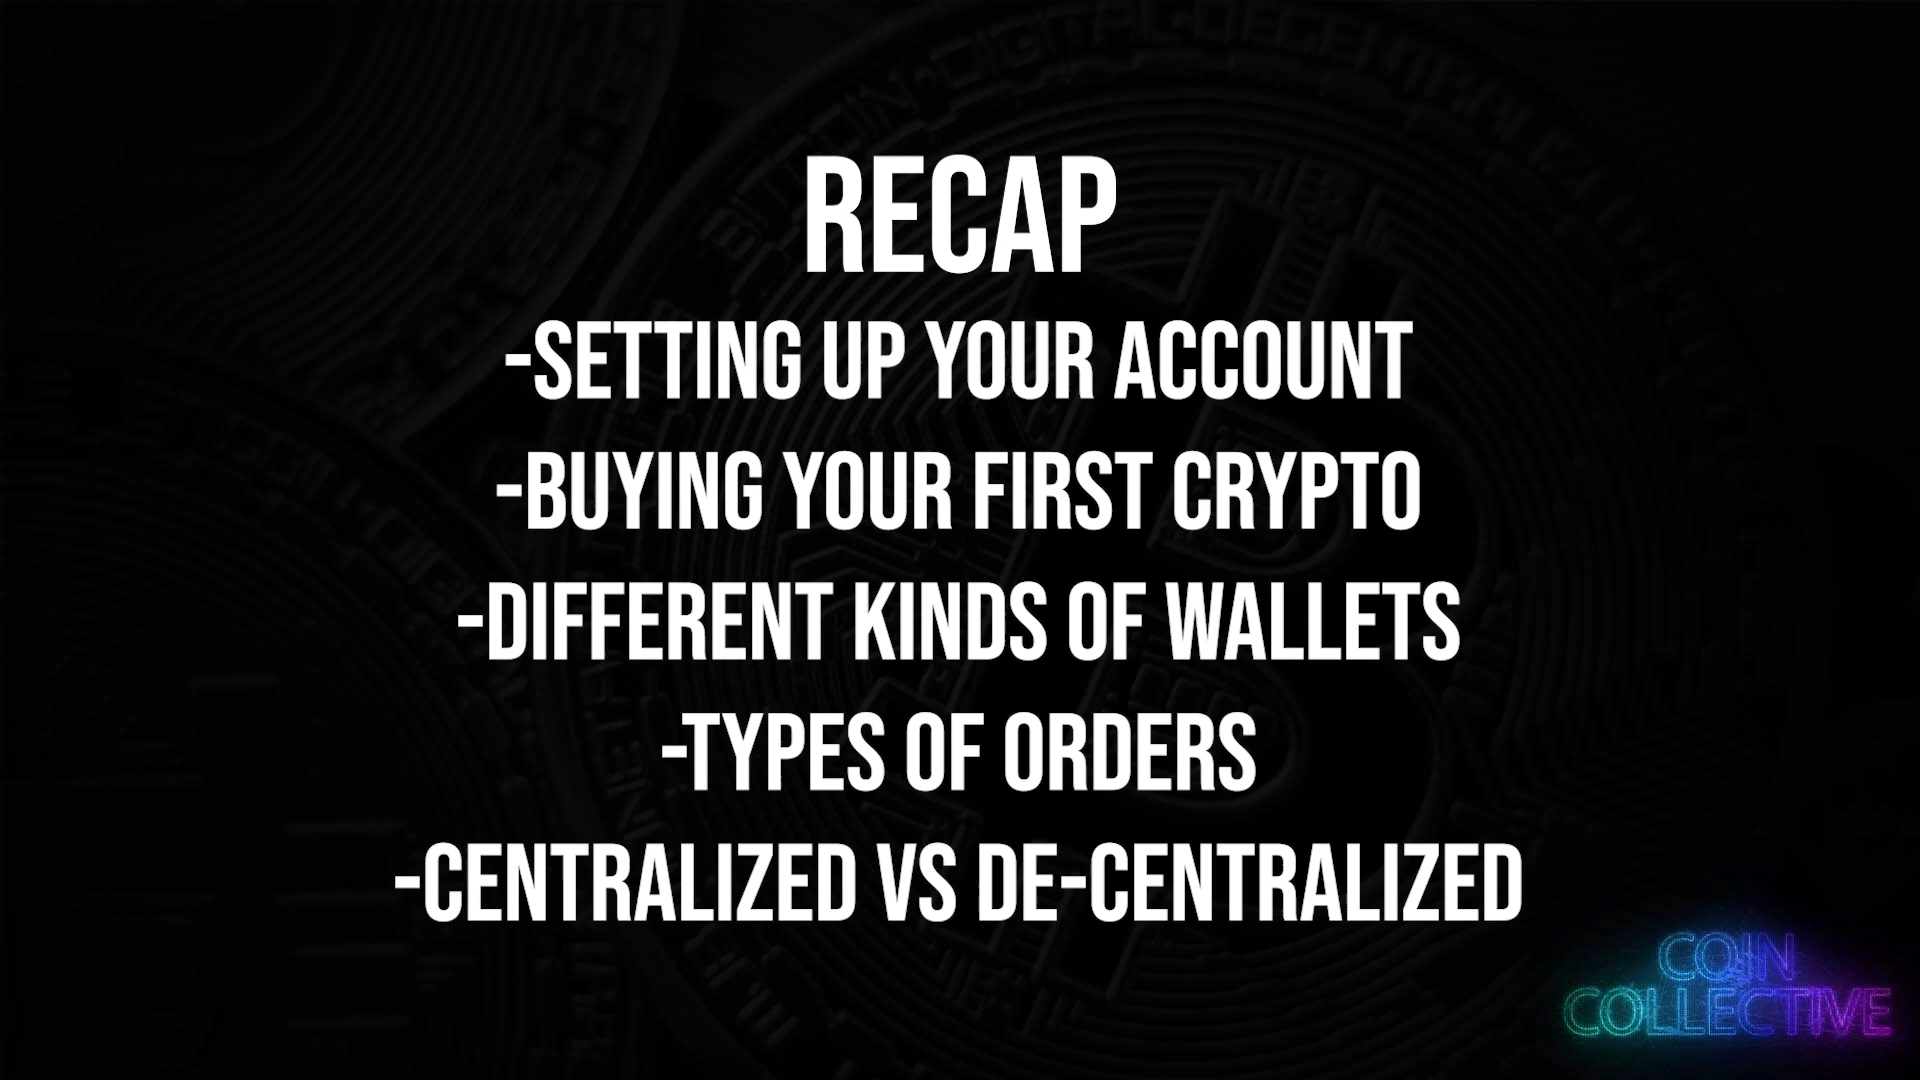 RECAP
-SETTING UP YOUR ACCOUNT
-BUYING YOUR FIRST CRYPTO
-DIFFERENT KINDS OF WALLETS
-TYPES OF ORDERS
-CENTRALIZED VS DE-CENTRALIZED
COIN
COLLECTIVE